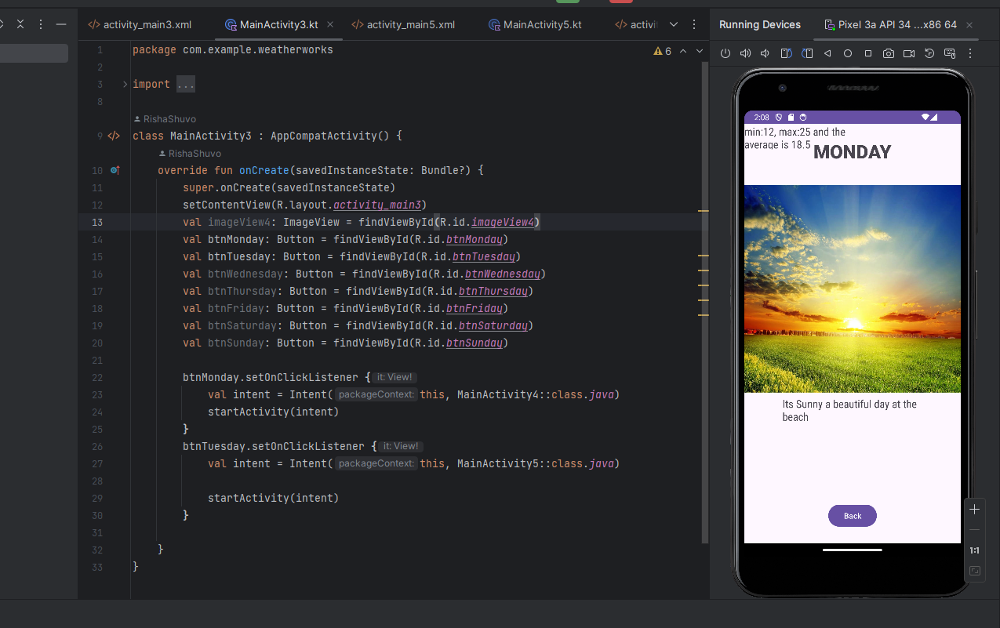 activity_main3.xml
MainActivity3.kt
activity_main5.xml
MainActivity5.kt
activi
Running Devices
Pixel 3a API 34 ...x86 64
6
1 package com.example.weatherworks
2
3 import ...
8
RishaShuvo
9 class MainActivity3 : AppCompatActivity() {
RishaShuvo
10 override fun onCreate(savedInstanceState: Bundle?) {
11 super.onCreate(savedInstanceState)
12 setContentView(R.layout.activity_main3)
13 val imageView4: ImageView = findViewById(R.id.imageView4)
14 val btnMonday: Button = findViewById(R.id.btnMonday)
15 val btnTuesday: Button = findViewById(R.id.btnTuesday)
16 val btnWednesday: Button = findViewById(R.id.btnWednesday)
17 val btnThursday: Button = findViewById(R.id.btnThursday)
18 val btnFriday: Button = findViewById(R.id.btnFriday)
19 val btnSaturday: Button = findViewById(R.id.btnSaturday)
20 val btnSunday: Button = findViewById(R.id.btnSunday)
21
22 btnMonday.setOnClickListener { it: View!
23 val intent = Intent( packageContext: this, MainActivity4::class.java)
24 startActivity(intent)
25 }
26 btnTuesday.setOnClickListener { it: View!
27 val intent = Intent( packageContext: this, MainActivity5::class.java)
28
29 startActivity(intent)
30 }
31
32 }
33 }
2:08
min:12, max:25 and the
average is 18.5
MONDAY
Its Sunny a beautiful day at the
beach
Back
1:1